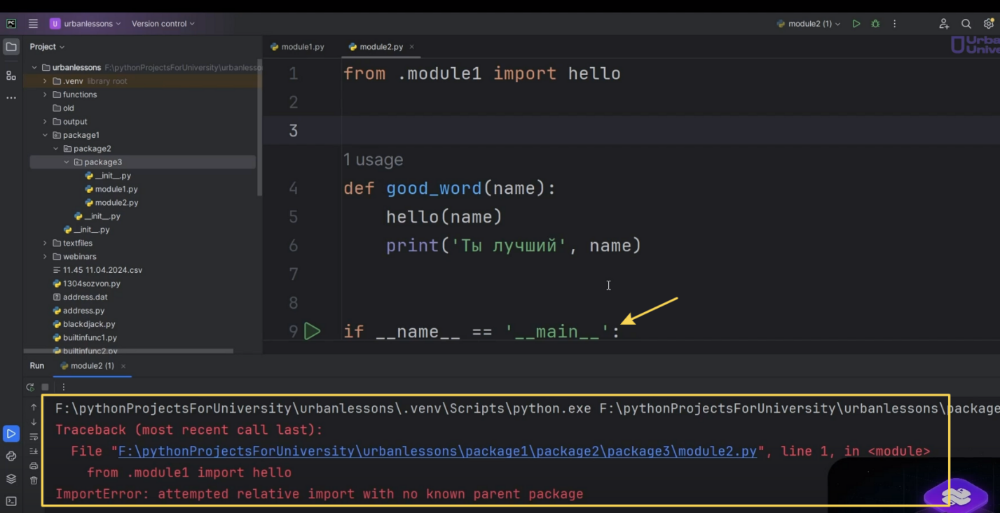 PC
U urbanlessons
Version control
module2 (1)
Project
module1.py
module2.py
urbanlessons F:\pythonProjectsForUniversity\urbanlesso
.venv library root
functions
old
output
package1
package2
package3
__init__.py
module1.py
module2.py
__init__.py
__init__.py
textfiles
webinars
11.45 11.04.2024.csv
1304sozvon.py
address.dat
address.py
blackdjack.py
builtinfunc1.py
builtinfunc2.py
1 from .module1 import hello
2
3
1 usage
4 def good_word(name):
5 hello(name)
6 print('Ты лучший', name)
7
8
9 if __name__ == '__main__':
Run
module2 (1)
F:\pythonProjectsForUniversity\urbanlessons\.venv\Scripts\python.exe F:\pythonProjectsForUniversity\urbanlessons\package
Traceback (most recent call last):
File "F:\pythonProjectsForUniversity\urbanlessons\package1\package2\package3\module2.py", line 1, in <module>
from .module1 import hello
ImportError: attempted relative import with no known parent package